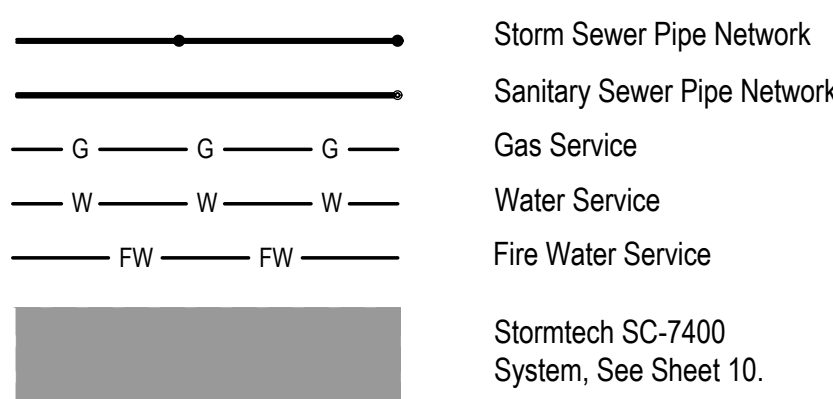 Storm Sewer Pipe Network
Sanitary Sewer Pipe Network
G G G Gas Service
W W W Water Service
FW FW Fire Water Service
Stormtech SC-7400
System, See Sheet 10.